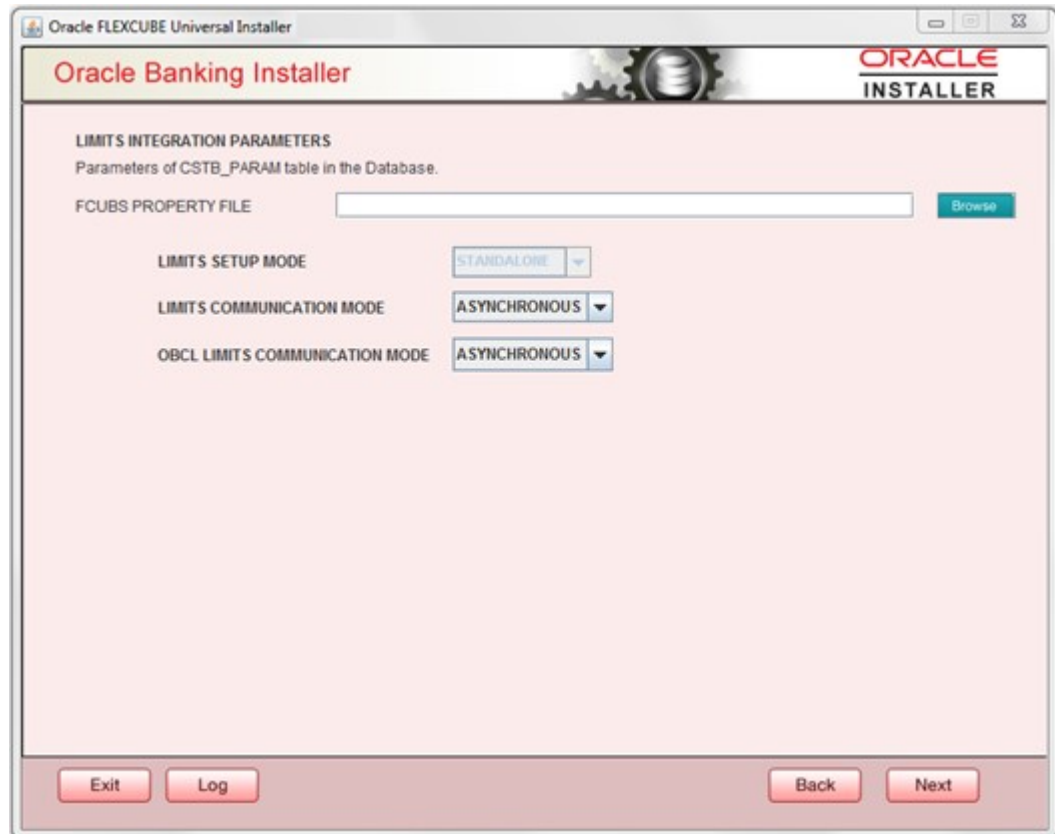 Oracle FLEXCUBE Universal Installer
Oracle Banking Installer
ORACLE
INSTALLER
LIMITS INTEGRATION PARAMETERS
Parameters of CSTB_PARAM table in the Database.
FCUBS PROPERTY FILE Browse
LIMITS SETUP MODE STANDALONE
LIMITS COMMUNICATION MODE ASYNCHRONOUS
OBCL LIMITS COMMUNICATION MODE ASYNCHRONOUS
Exit Log Back Next